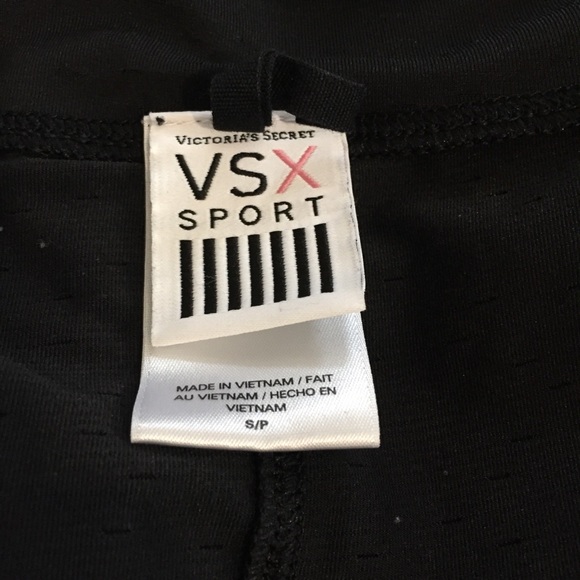 VICTORIA'S SECRET
VSX
SPORT
MADE IN VIETNAM / FAIT
AU VIETNAM / HECHO EN
VIETNAM
S/P